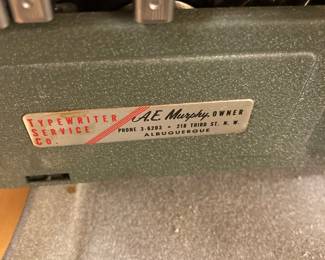 TYPEWRITER
SERVICE
CO.
A.E. Murphy, OWNER
PHONE 3-6203 • 218 THIRD ST. N. W.
ALBUQUERQUE